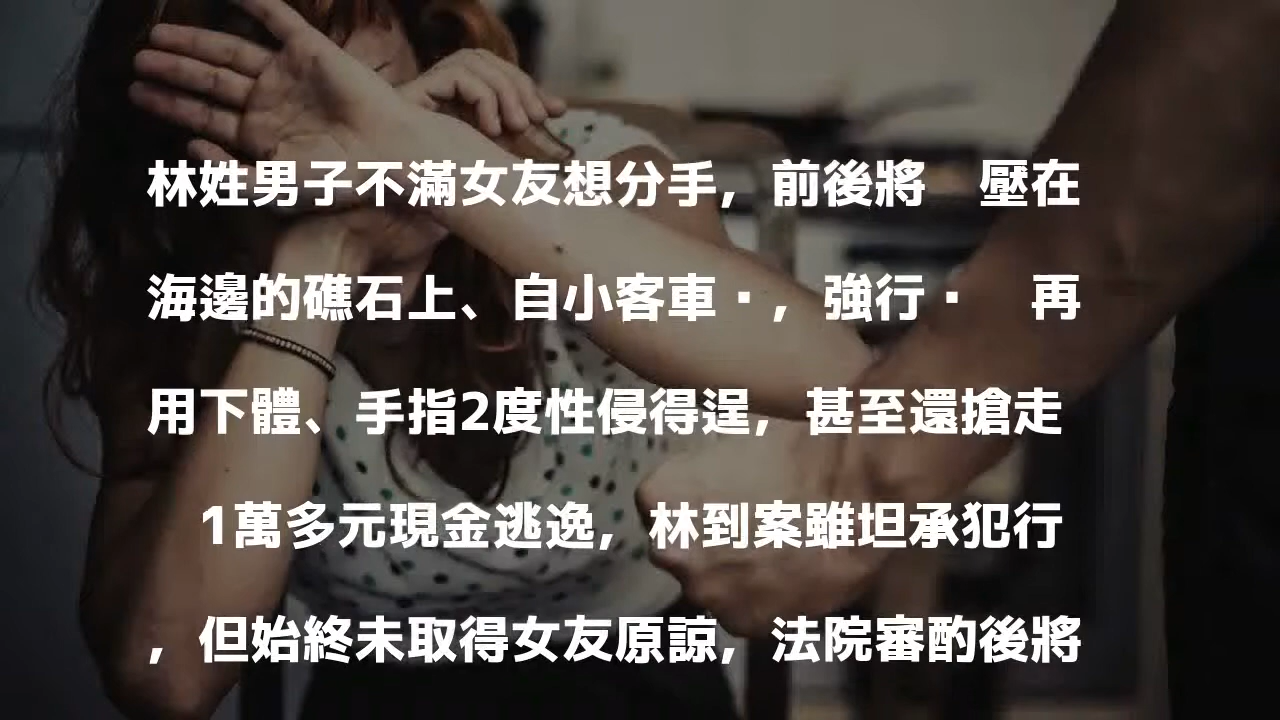 林姓男子不滿女友想分手，前後將　壓在
海邊的礁石上、自小客車·，強行·　再
用下體、手指2度性侵得逞，甚至還搶走
　1萬多元現金逃逸，林到案雖坦承犯行
，但始終未取得女友原諒，法院審酌後將